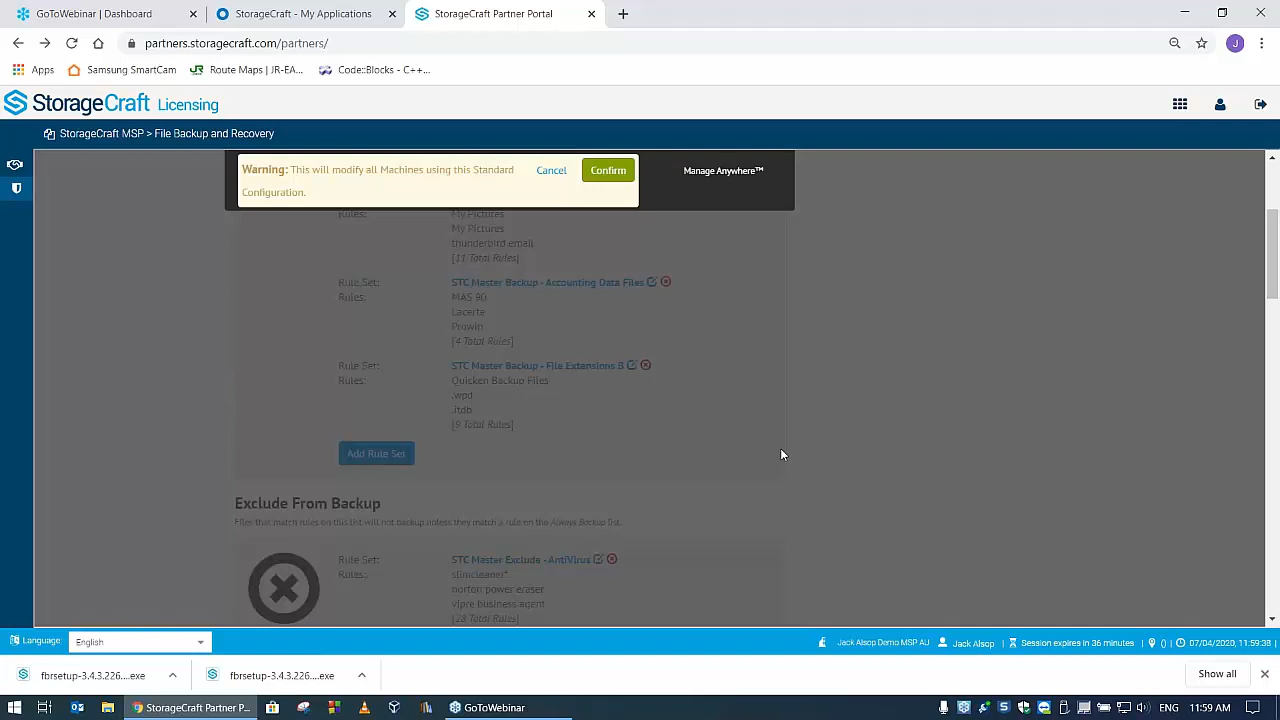 GoToWebinar | Dashboard
StorageCraft - My Applications
StorageCraft Partner Portal
partners.storagecraft.com/partners/
J
Apps
Samsung SmartCam
Route Maps | JR-EA...
Code::Blocks - C++...
StorageCraft Licensing
StorageCraft MSP > File Backup and Recovery
Warning: This will modify all Machines using this Standard
Configuration.
Cancel
Confirm
Manage Anywhere™
Rules:
My Pictures
My Pictures
thunderbird email
[11 Total Rules]
Rule Set:
STC Master Backup - Accounting Data Files
Rules:
MAS 90
Lacerte
Prowin
[4 Total Rules]
Rule Set:
STC Master Backup - File Extensions B
Rules:
Quicken Backup Files
.wpd
.itdb
[9 Total Rules]
Add Rule Set
Exclude From Backup
Files that match rules on this list will not backup unless they match a rule on the Always Backup list.
Rule Set:
STC Master Exclude - AntiVirus
Rules:
slimcleaner*
norton power eraser
vipre business agent
[28 Total Rules]
Language:
English
Jack Alsop Demo MSP AU
Jack Alsop
Session expires in 36 minutes
| ()
| 07/04/2020, 11:59:38
fbrsetup-3.4.3.226....exe
fbrsetup-3.4.3.226....exe
Show all
StorageCraft Partner P...
GoToWebinar
ENG
11:59 AM